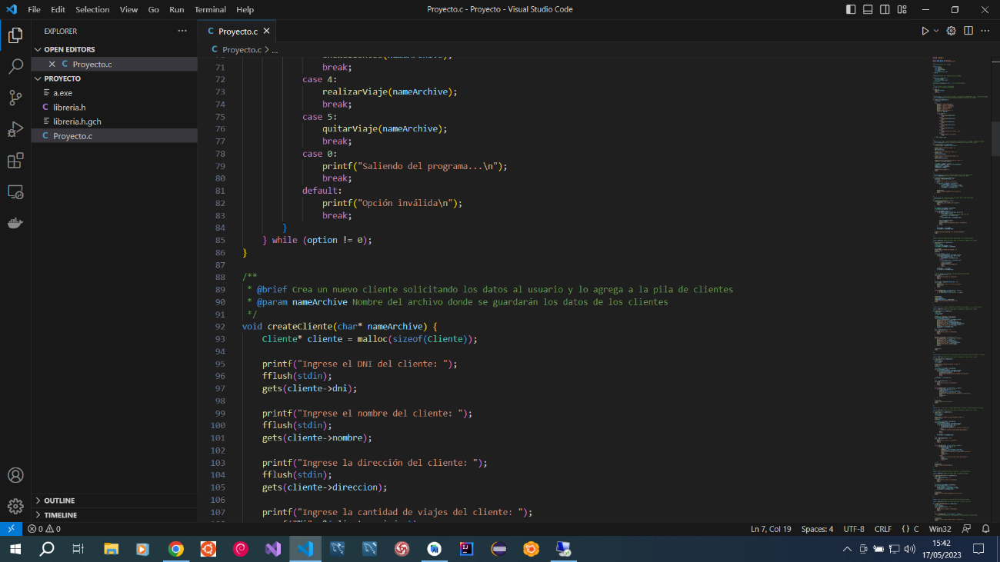 File Edit Selection View Go Run Terminal Help
Proyecto.c - Proyecto - Visual Studio Code
EXPLORER
OPEN EDITORS
Proyecto.c
PROYECTO
a.exe
libreria.h
libreria.h.gch
Proyecto.c
OUTLINE
TIMELINE
Proyecto.c
Proyecto.c > ...
71 break;
72 case 4:
73 realizarViaje(nameArchive);
74 break;
75 case 5:
76 quitarViaje(nameArchive);
77 break;
78 case 0:
79 printf("Saliendo del programa...\n");
80 break;
81 default:
82 printf("Opción inválida\n");
83 break;
84 }
85 } while (option != 0);
86 }
87
88 /**
89 * @brief Crea un nuevo cliente solicitando los datos al usuario y lo agrega a la pila de clientes
90 * @param nameArchive Nombre del archivo donde se guardarán los datos de los clientes
91 */
92 void createCliente(char* nameArchive) {
93 Cliente* cliente = malloc(sizeof(Cliente));
94
95 printf("Ingrese el DNI del cliente: ");
96 fflush(stdin);
97 gets(cliente->dni);
98
99 printf("Ingrese el nombre del cliente: ");
100 fflush(stdin);
101 gets(cliente->nombre);
102
103 printf("Ingrese la dirección del cliente: ");
104 fflush(stdin);
105 gets(cliente->direccion);
106
107 printf("Ingrese la cantidad de viajes del cliente: ");
0 0
Ln 7, Col 19 Spaces: 4 UTF-8 CRLF {} C Win32
15:42
17/05/2023